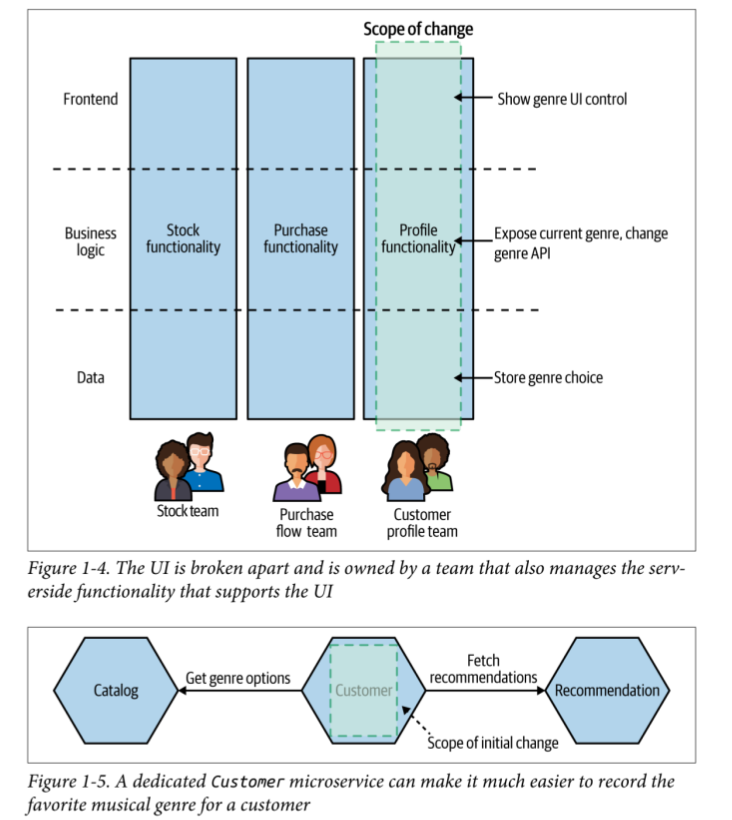 Scope of change
Frontend
Show genre UI control
Business
logic
Stock
functionality
Purchase
functionality
Profile
functionality
Expose current genre, change
genre API
Data
Store genre choice
Stock team
Purchase
flow team
Customer
profile team
Figure 1-4. The UI is broken apart and is owned by a team that also manages the serv-
erside functionality that supports the UI
Catalog
Get genre options
Customer
Fetch
recommendations
Recommendation
Scope of initial change
Figure 1-5. A dedicated Customer microservice can make it much easier to record the
favorite musical genre for a customer